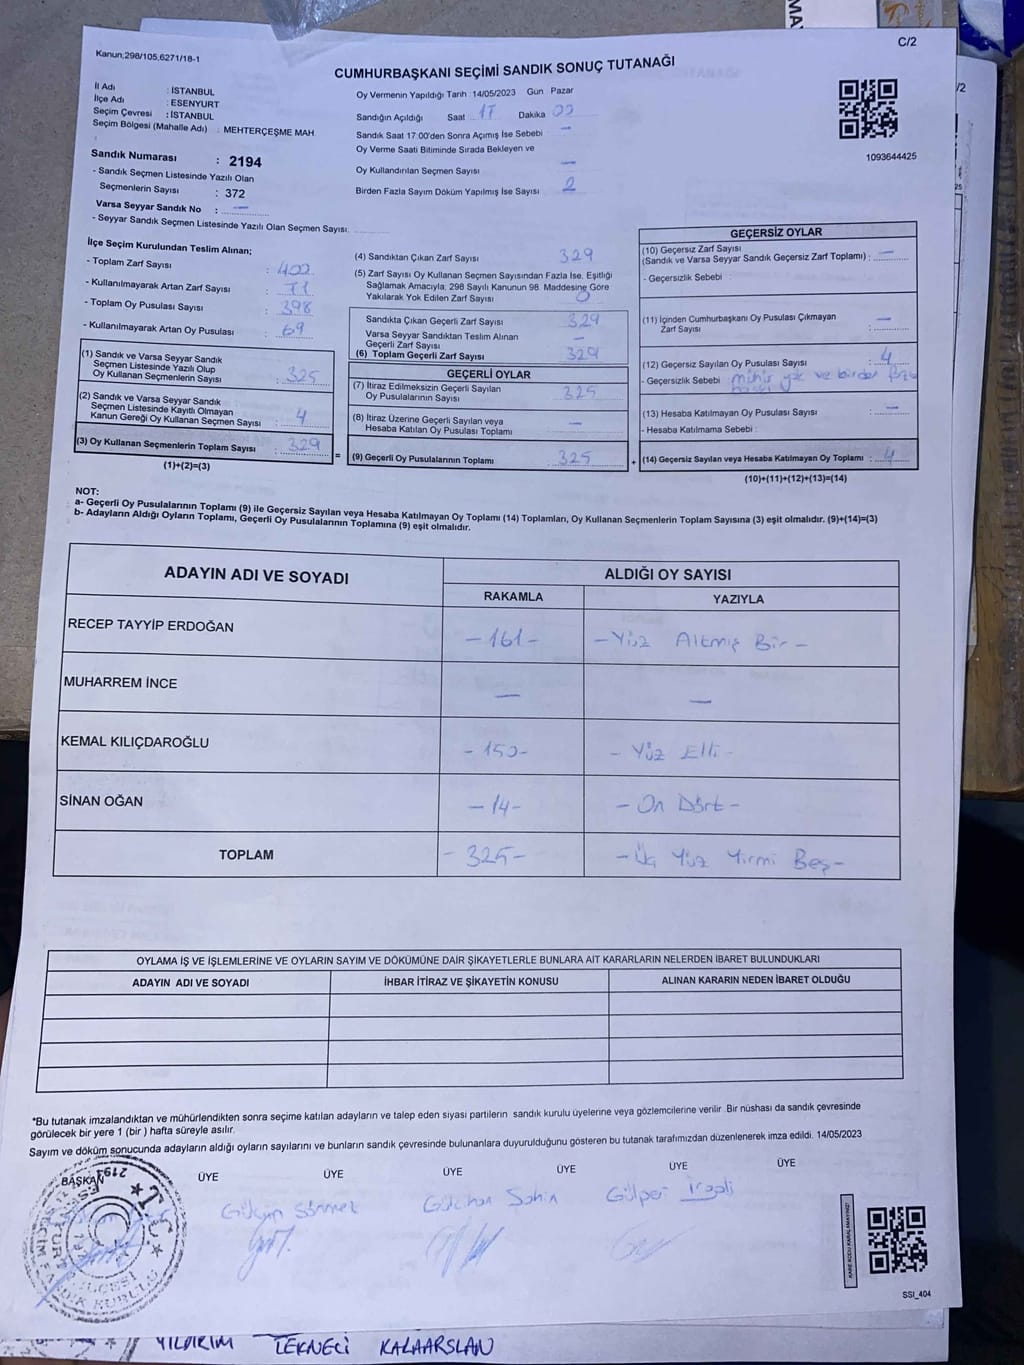 C/2
Kanun;298/105,6271/18-1
CUMHURBAŞKANI SEÇİMİ SANDIK SONUÇ TUTANAĞI
İl Adı : İSTANBUL
İlçe Adı : ESENYURT
Seçim Çevresi : İSTANBUL
Seçim Bölgesi (Mahalle Adı) : MEHTERÇEŞME MAH
Sandık Numarası : 2194
- Sandık Seçmen Listesinde Yazılı Olan
Seçmenlerin Sayısı : 372
Varsa Seyyar Sandık No : —
- Seyyar Sandık Seçmen Listesinde Yazılı Olan Seçmen Sayısı:
Oy Vermenin Yapıldığı Tarih : 14/05/2023 Gün Pazar
Sandığın Açıldığı Saat 17 Dakika 00
Sandık Saat 17:00'den Sonra Açımış İse Sebebi —
Oy Verme Saati Bitiminde Sırada Bekleyen ve
Oy Kullandırılan Seçmen Sayısı —
Birden Fazla Sayım Döküm Yapılmış İse Sayısı 2
1093644425
İlçe Seçim Kurulundan Teslim Alınan;
- Toplam Zarf Sayısı : 400
- Kullanılmayarak Artan Zarf Sayısı : 71
- Toplam Oy Pusulası Sayısı : 398
- Kullanılmayarak Artan Oy Pusulası : 69
(1) Sandık ve Varsa Seyyar Sandık
Seçmen Listesinde Yazılı Olup
Oy Kullanan Seçmenlerin Sayısı : 325
(2) Sandık ve Varsa Seyyar Sandık
Seçmen Listesinde Kayıtlı Olmayan
Kanun Gereği Oy Kullanan Seçmen Sayısı : 4
(3) Oy Kullanan Seçmenlerin Toplam Sayısı : 329
(1)+(2)=(3)
(4) Sandıktan Çıkan Zarf Sayısı 329
(5) Zarf Sayısı Oy Kullanan Seçmen Sayısından Fazla İse, Eşitliği
Sağlamak Amacıyla; 298 Sayılı Kanunun 98. Maddesine Göre
Yakılarak Yok Edilen Zarf Sayısı 0
Sandıkta Çıkan Geçerli Zarf Sayısı 329
Varsa Seyyar Sandıktan Teslim Alınan
Geçerli Zarf Sayısı —
(6) Toplam Geçerli Zarf Sayısı 329
GEÇERLİ OYLAR
(7) İtiraz Edilmeksizin Geçerli Sayılan
Oy Pusulalarının Sayısı 325
(8) İtiraz Üzerine Geçerli Sayılan veya
Hesaba Katılan Oy Pusulası Toplamı —
= (9) Geçerli Oy Pusulalarının Toplamı 325
GEÇERSİZ OYLAR
(10) Geçersiz Zarf Sayısı
(Sandık ve Varsa Seyyar Sandık Geçersiz Zarf Toplamı) : —
- Geçersizlik Sebebi :
(11) İçinden Cumhurbaşkanı Oy Pusulası Çıkmayan
Zarf Sayısı —
(12) Geçersiz Sayılan Oy Pusulası Sayısı : 4
- Geçersizlik Sebebi : mühür yok ve birden fazla
(13) Hesaba Katılmayan Oy Pusulası Sayısı : —
- Hesaba Katılmama Sebebi :
+ (14) Geçersiz Sayılan veya Hesaba Katılmayan Oy Toplamı : 4
(10)+(11)+(12)+(13)=(14)
NOT:
a- Geçerli Oy Pusulalarının Toplamı (9) ile Geçersiz Sayılan veya Hesaba Katılmayan Oy Toplamı (14) Toplamları, Oy Kullanan Seçmenlerin Toplam Sayısına (3) eşit olmalıdır. (9)+(14)=(3)
b- Adayların Aldığı Oyların Toplamı, Geçerli Oy Pusulalarının Toplamına (9) eşit olmalıdır.
ADAYIN ADI VE SOYADI ALDIĞI OY SAYISI
RAKAMLA YAZIYLA
RECEP TAYYİP ERDOĞAN -161- -Yüz Altmış Bir-
MUHARREM İNCE — —
KEMAL KILIÇDAROĞLU -150- -Yüz Elli-
SİNAN OĞAN -14- -On Dört-
TOPLAM -325- -Üç Yüz Yirmi Beş-
OYLAMA İŞ VE İŞLEMLERİNE VE OYLARIN SAYIM VE DÖKÜMÜNE DAİR ŞİKAYETLERLE BUNLARA AİT KARARLARIN NELERDEN İBARET BULUNDUKLARI
ADAYIN ADI VE SOYADI İHBAR İTİRAZ VE ŞİKAYETİN KONUSU ALINAN KARARIN NEDEN İBARET OLDUĞU
*Bu tutanak imzalandıktan ve mühürlendikten sonra seçime katılan adayların ve talep eden siyasi partilerin sandık kurulu üyelerine veya gözlemcilerine verilir. Bir nüshası da sandık çevresinde
görülecek bir yere 1 (bir ) hafta süreyle asılır.
Sayım ve döküm sonucunda adayların aldığı oyların sayılarını ve bunların sandık çevresinde bulunanlara duyurulduğunu gösteren bu tutanak tarafımızdan düzenlenerek imza edildi. 14/05/2023
BAŞKAN ÜYE ÜYE ÜYE ÜYE ÜYE ÜYE
Gülcihan Şahin
KARE KODU KARALAMAYINIZ!
SSI_404
YILDIRIM TEKNECİ KALAARSLAN